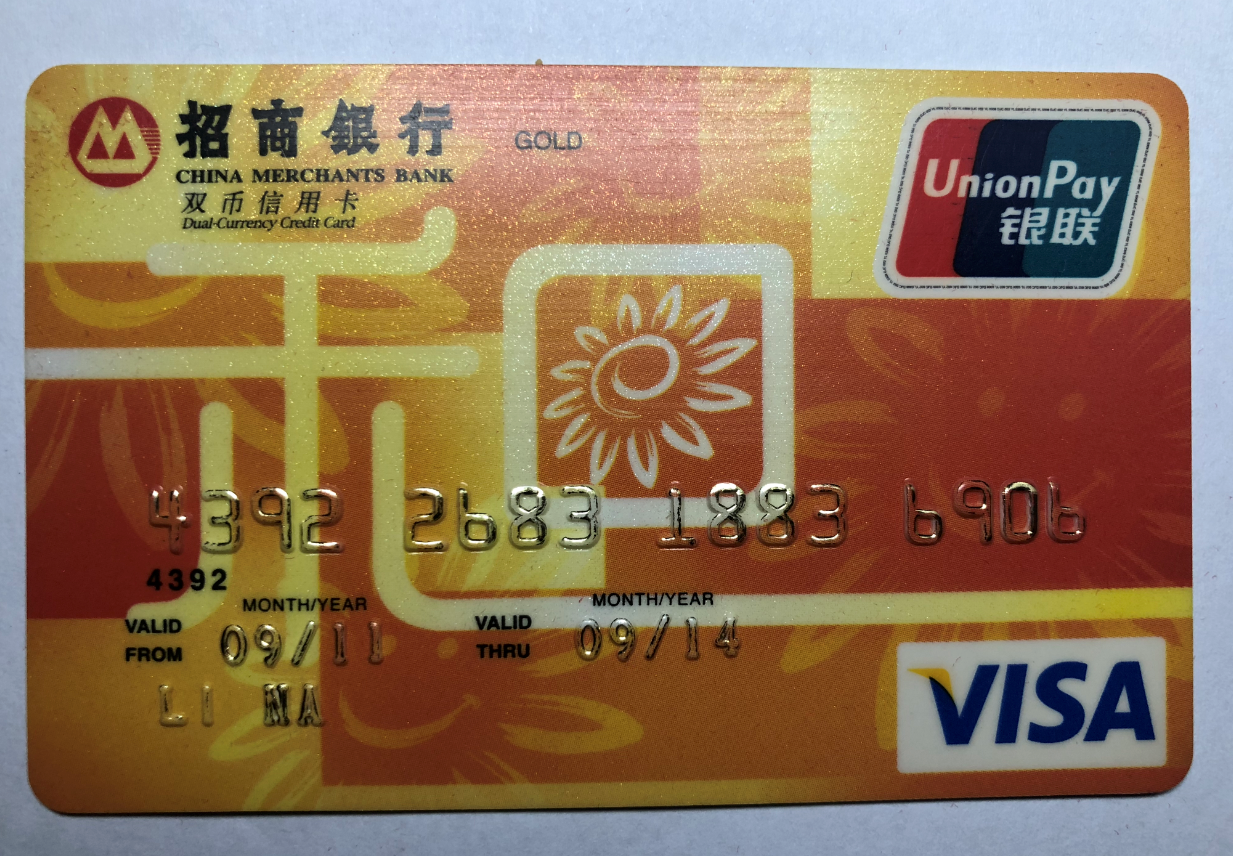 招商銀行 GOLD
CHINA MERCHANTS BANK
双币信用卡
Dual-Currency Credit Card
UnionPay
银联
4392 2683 1883 6906
4392
MONTH/YEAR MONTH/YEAR
VALID FROM 09/11 VALID THRU 09/14
LI NA
VISA